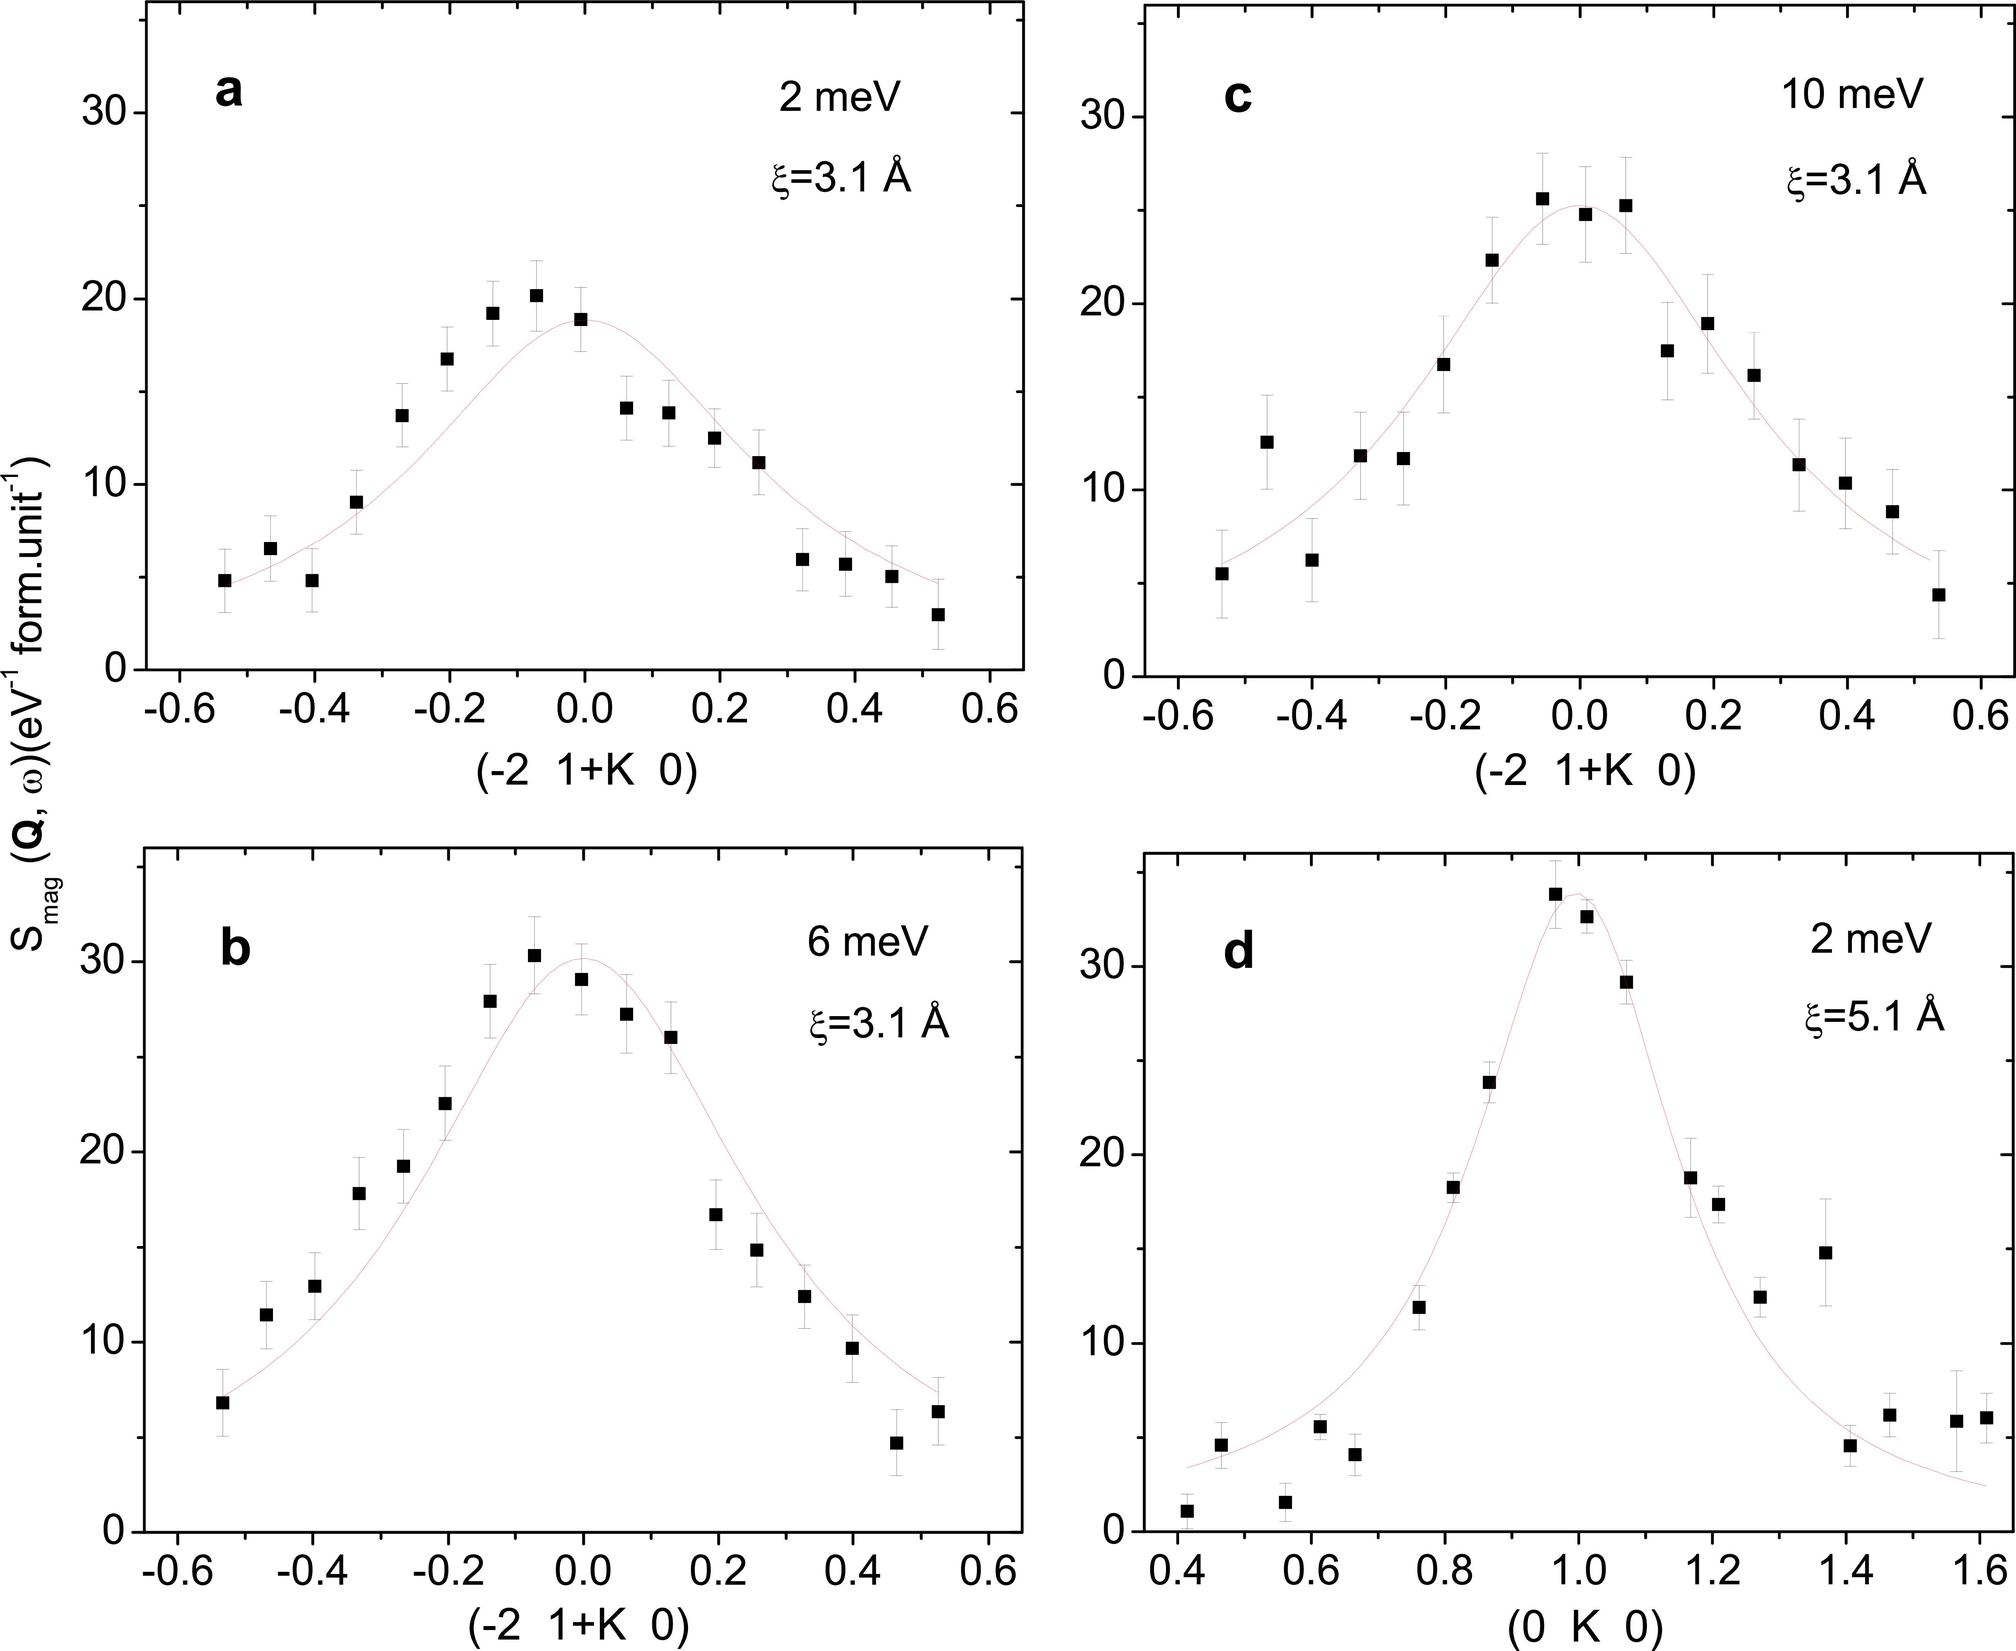 S_mag (Q, ω)(eV⁻¹ form.unit⁻¹)
a
2 meV
ξ=3.1 Å
30
20
10
0
-0.6 -0.4 -0.2 0.0 0.2 0.4 0.6
(-2 1+K 0)
c
10 meV
ξ=3.1 Å
30
20
10
0
-0.6 -0.4 -0.2 0.0 0.2 0.4 0.6
(-2 1+K 0)
b
6 meV
ξ=3.1 Å
30
20
10
0
-0.6 -0.4 -0.2 0.0 0.2 0.4 0.6
(-2 1+K 0)
d
2 meV
ξ=5.1 Å
30
20
10
0
0.4 0.6 0.8 1.0 1.2 1.4 1.6
(0 K 0)